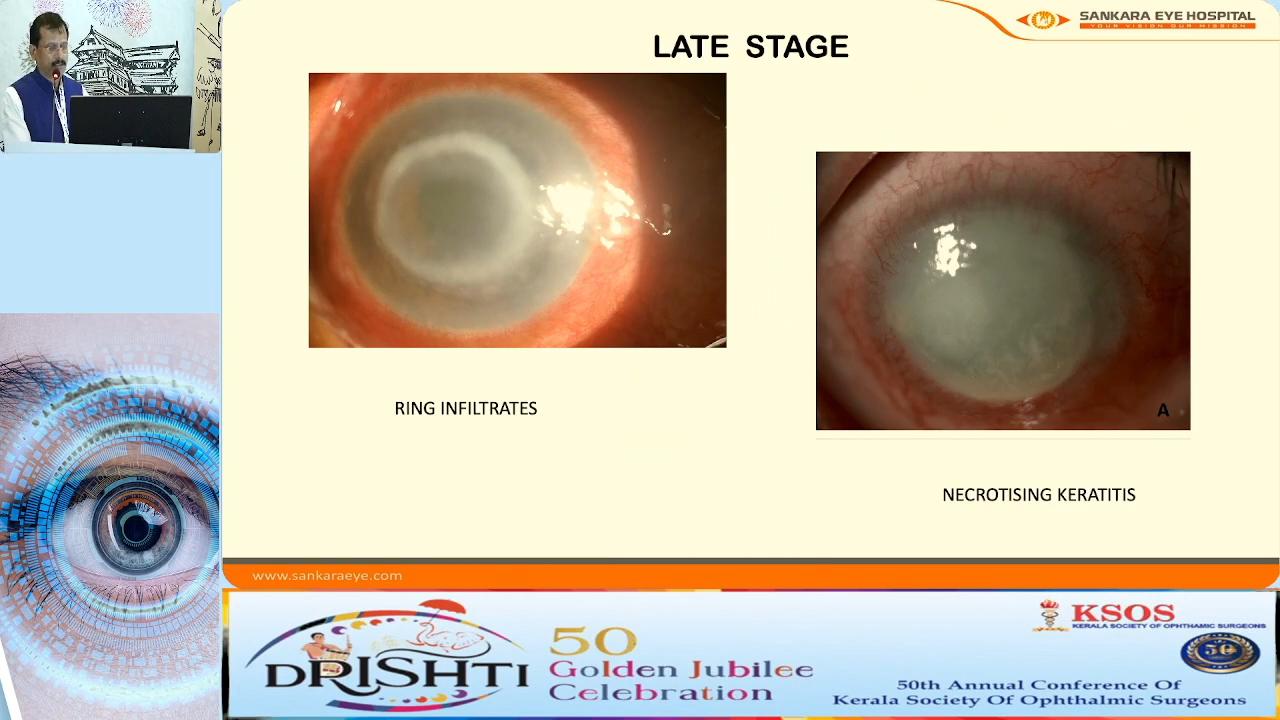 SANKARA EYE HOSPITAL
YOUR VISION OUR MISSION
LATE STAGE
A
RING INFILTRATES
NECROTISING KERATITIS
www.sankaraeye.com
DRISHTI
50
Golden Jubilee
Celebration
KSOS
KERALA SOCIETY OF OPHTHAMIC SURGEONS
50
50th Annual Conference Of
Kerala Society Of Ophthalmic Surgeons